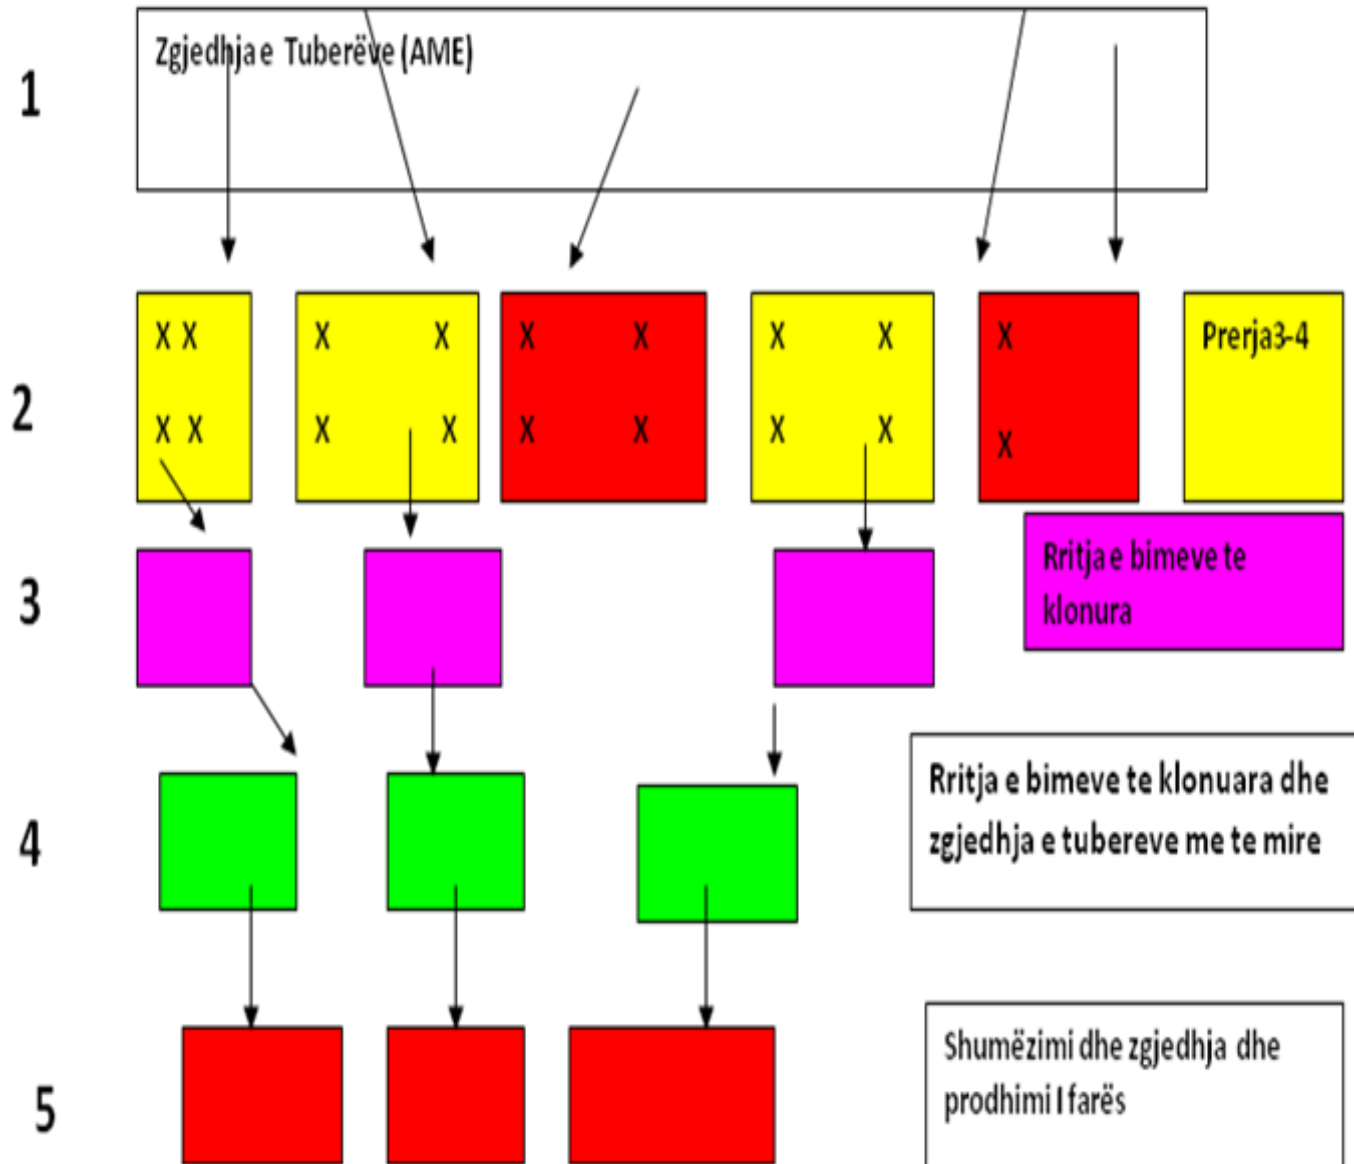 1
Zgjedhja e Tuberëve (AME)
2
X X X X X X X X X
X X X X X X X X X
Prerja3-4
3
Rritja e bimeve te
klonura
4
Rritja e bimeve te klonuara dhe
zgjedhja e tubereve me te mire
5
Shumëzimi dhe zgjedhja dhe
prodhimi I farës